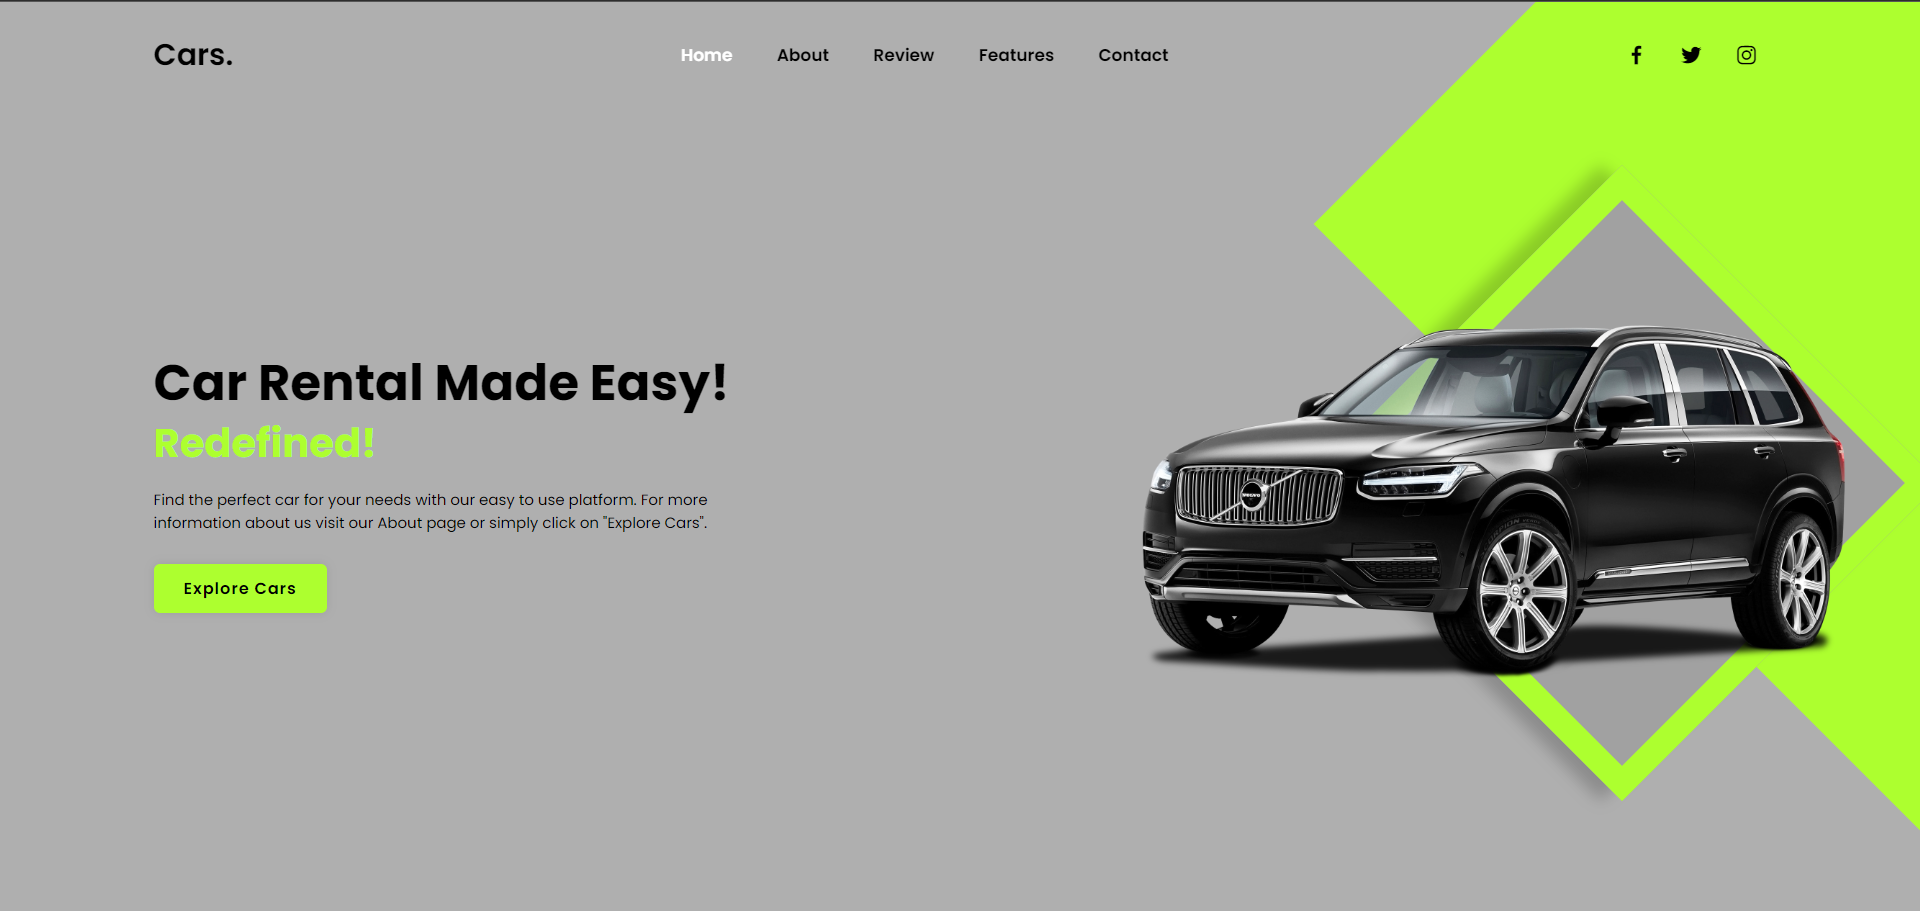 Cars.
Home About Review Features Contact
Car Rental Made Easy!
Redefined!
Find the perfect car for your needs with our easy to use platform. For more
information about us visit our About page or simply click on "Explore Cars".
Explore Cars
VOLVO